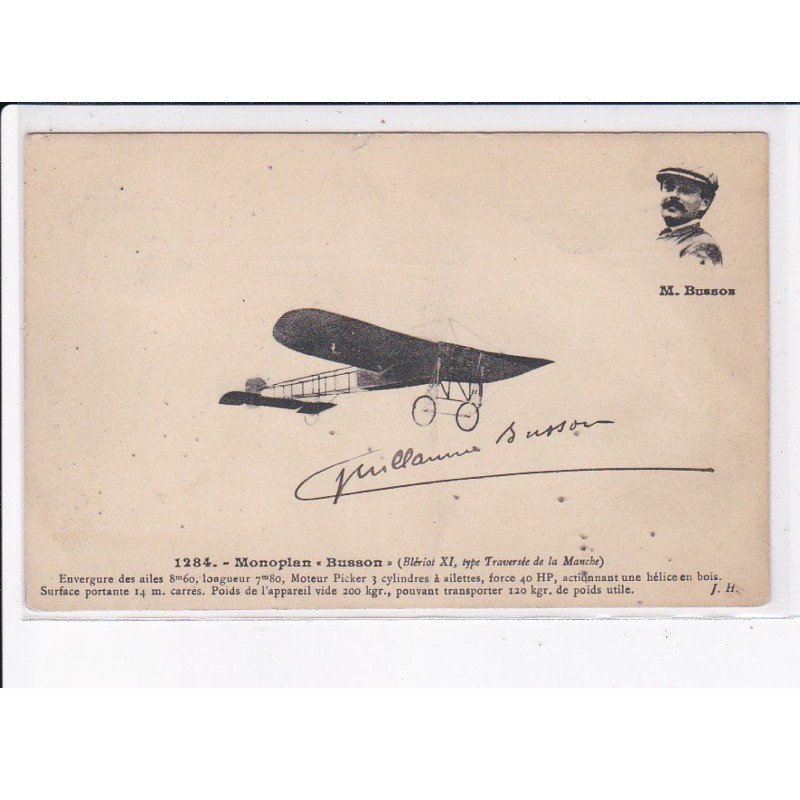 M. Busson
Guillaume Busson
1284. - Monoplan « Busson » (Blériot XI, type Traversée de la Manche)
Envergure des ailes 8m60, longueur 7m80, Moteur Picker 3 cylindres à ailettes, force 40 HP, actionnant une hélice en bois.
Surface portante 14 m. carrés. Poids de l'appareil vide 200 kgr., pouvant transporter 120 kgr. de poids utile. J. H.